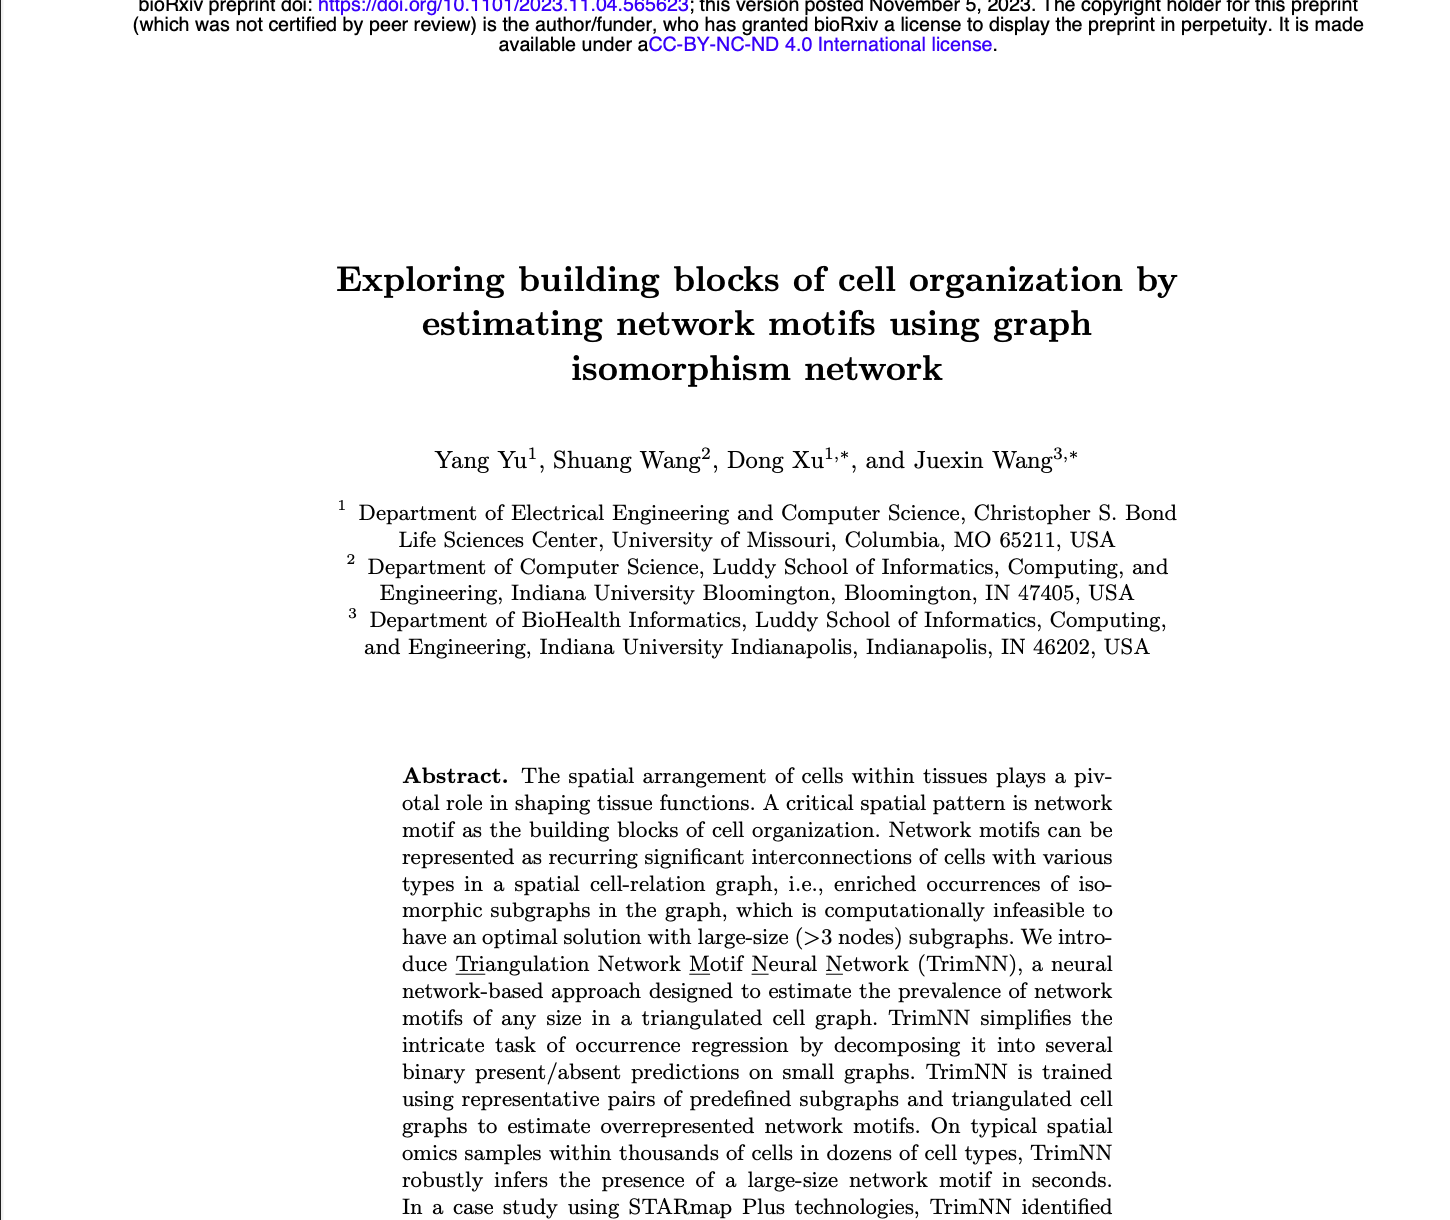 bioRxiv preprint doi: https://doi.org/10.1101/2023.11.04.565623; this version posted November 5, 2023. The copyright holder for this preprint
(which was not certified by peer review) is the author/funder, who has granted bioRxiv a license to display the preprint in perpetuity. It is made
available under aCC-BY-NC-ND 4.0 International license.
Exploring building blocks of cell organization by
estimating network motifs using graph
isomorphism network
Yang Yu1, Shuang Wang2, Dong Xu1,*, and Juexin Wang3,*
1 Department of Electrical Engineering and Computer Science, Christopher S. Bond
Life Sciences Center, University of Missouri, Columbia, MO 65211, USA
2 Department of Computer Science, Luddy School of Informatics, Computing, and
Engineering, Indiana University Bloomington, Bloomington, IN 47405, USA
3 Department of BioHealth Informatics, Luddy School of Informatics, Computing,
and Engineering, Indiana University Indianapolis, Indianapolis, IN 46202, USA
Abstract. The spatial arrangement of cells within tissues plays a piv-
otal role in shaping tissue functions. A critical spatial pattern is network
motif as the building blocks of cell organization. Network motifs can be
represented as recurring significant interconnections of cells with various
types in a spatial cell-relation graph, i.e., enriched occurrences of iso-
morphic subgraphs in the graph, which is computationally infeasible to
have an optimal solution with large-size (>3 nodes) subgraphs. We intro-
duce Triangulation Network Motif Neural Network (TrimNN), a neural
network-based approach designed to estimate the prevalence of network
motifs of any size in a triangulated cell graph. TrimNN simplifies the
intricate task of occurrence regression by decomposing it into several
binary present/absent predictions on small graphs. TrimNN is trained
using representative pairs of predefined subgraphs and triangulated cell
graphs to estimate overrepresented network motifs. On typical spatial
omics samples within thousands of cells in dozens of cell types, TrimNN
robustly infers the presence of a large-size network motif in seconds.
In a case study using STARmap Plus technologies, TrimNN identified